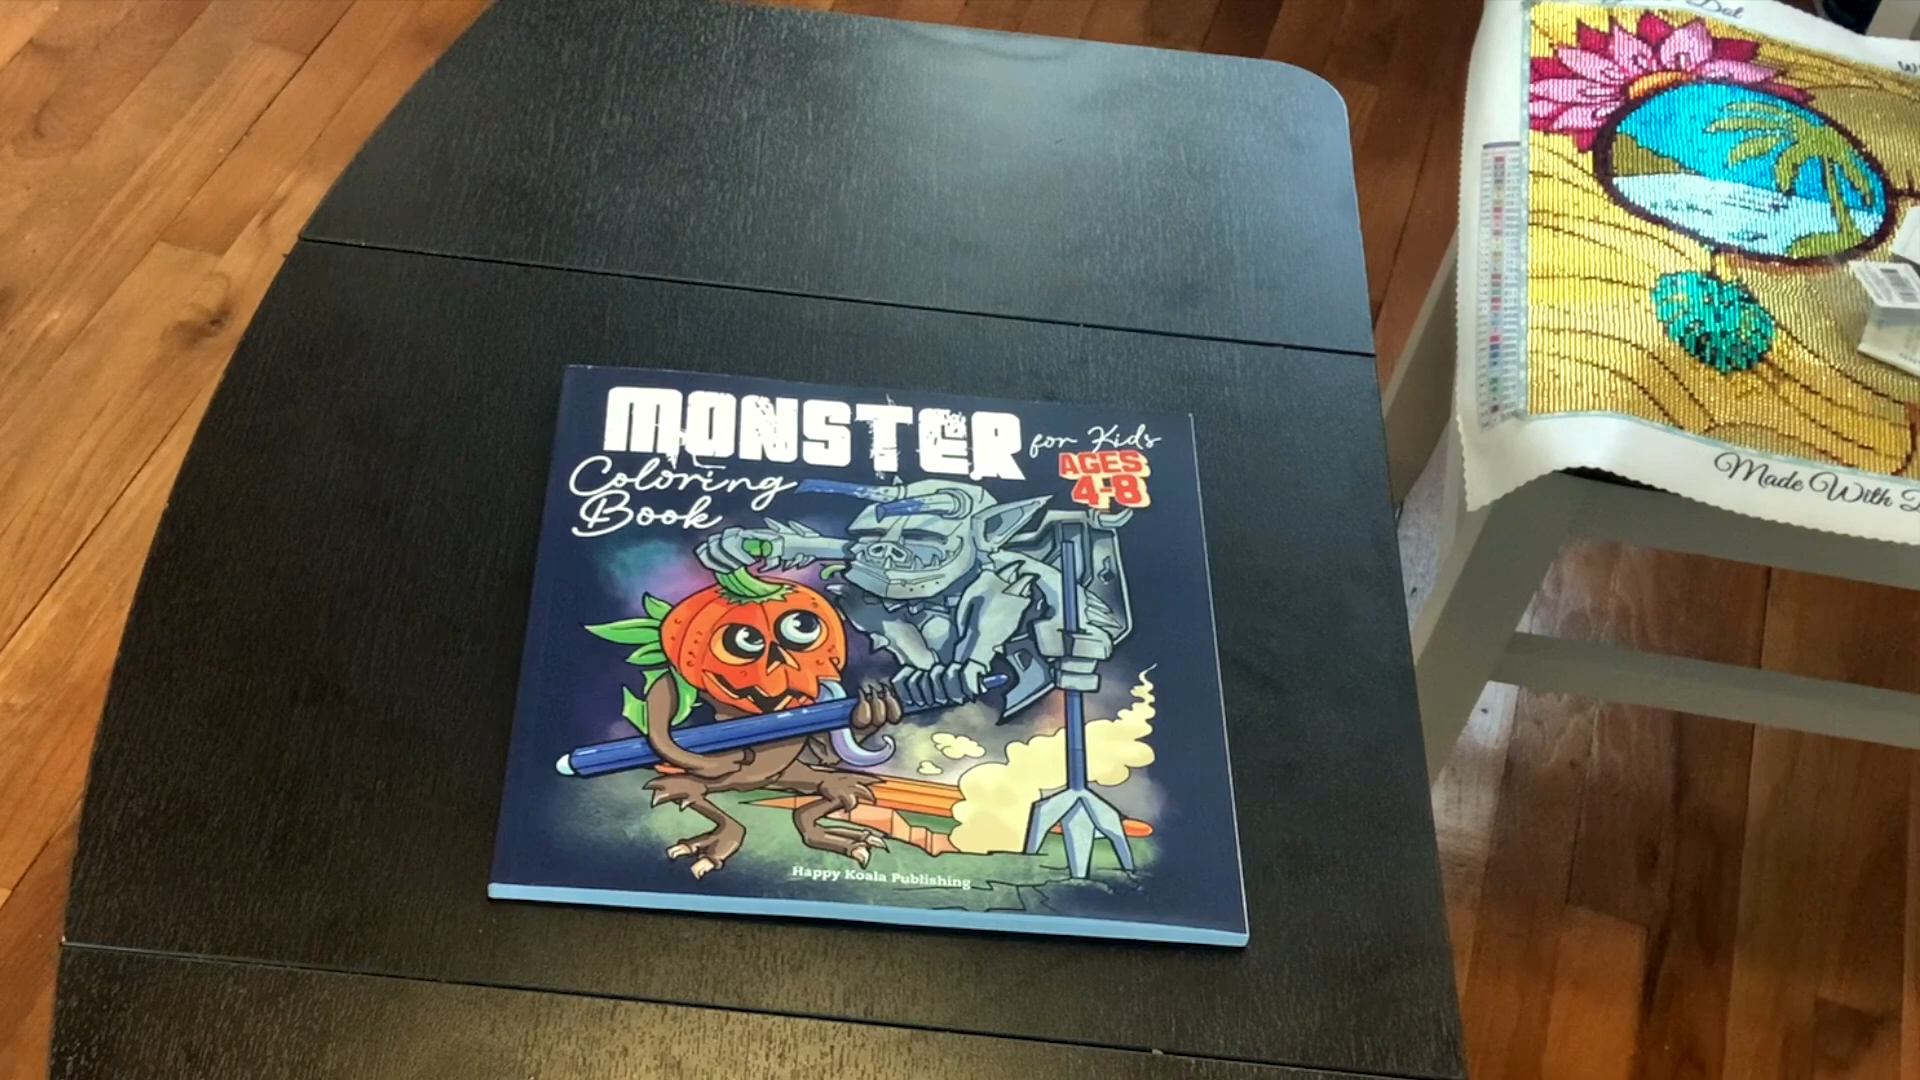 MONSTER
for Kids
AGES
4-8
Coloring
Book
Happy Koala Publishing
Made With